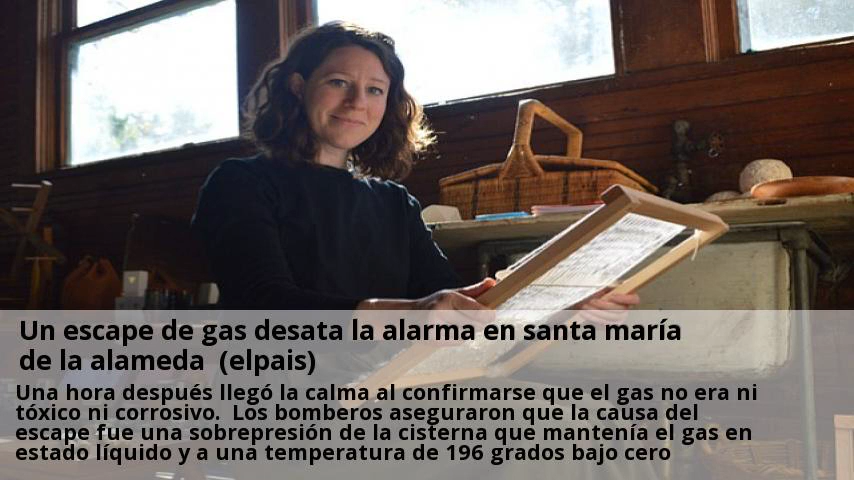 Un escape de gas desata la alarma en santa maría
de la alameda  (elpais)
Una hora después llegó la calma al confirmarse que el gas no era ni
tóxico ni corrosivo.  Los bomberos aseguraron que la causa del
escape fue una sobrepresión de la cisterna que mantenía el gas en
estado líquido y a una temperatura de 196 grados bajo cero